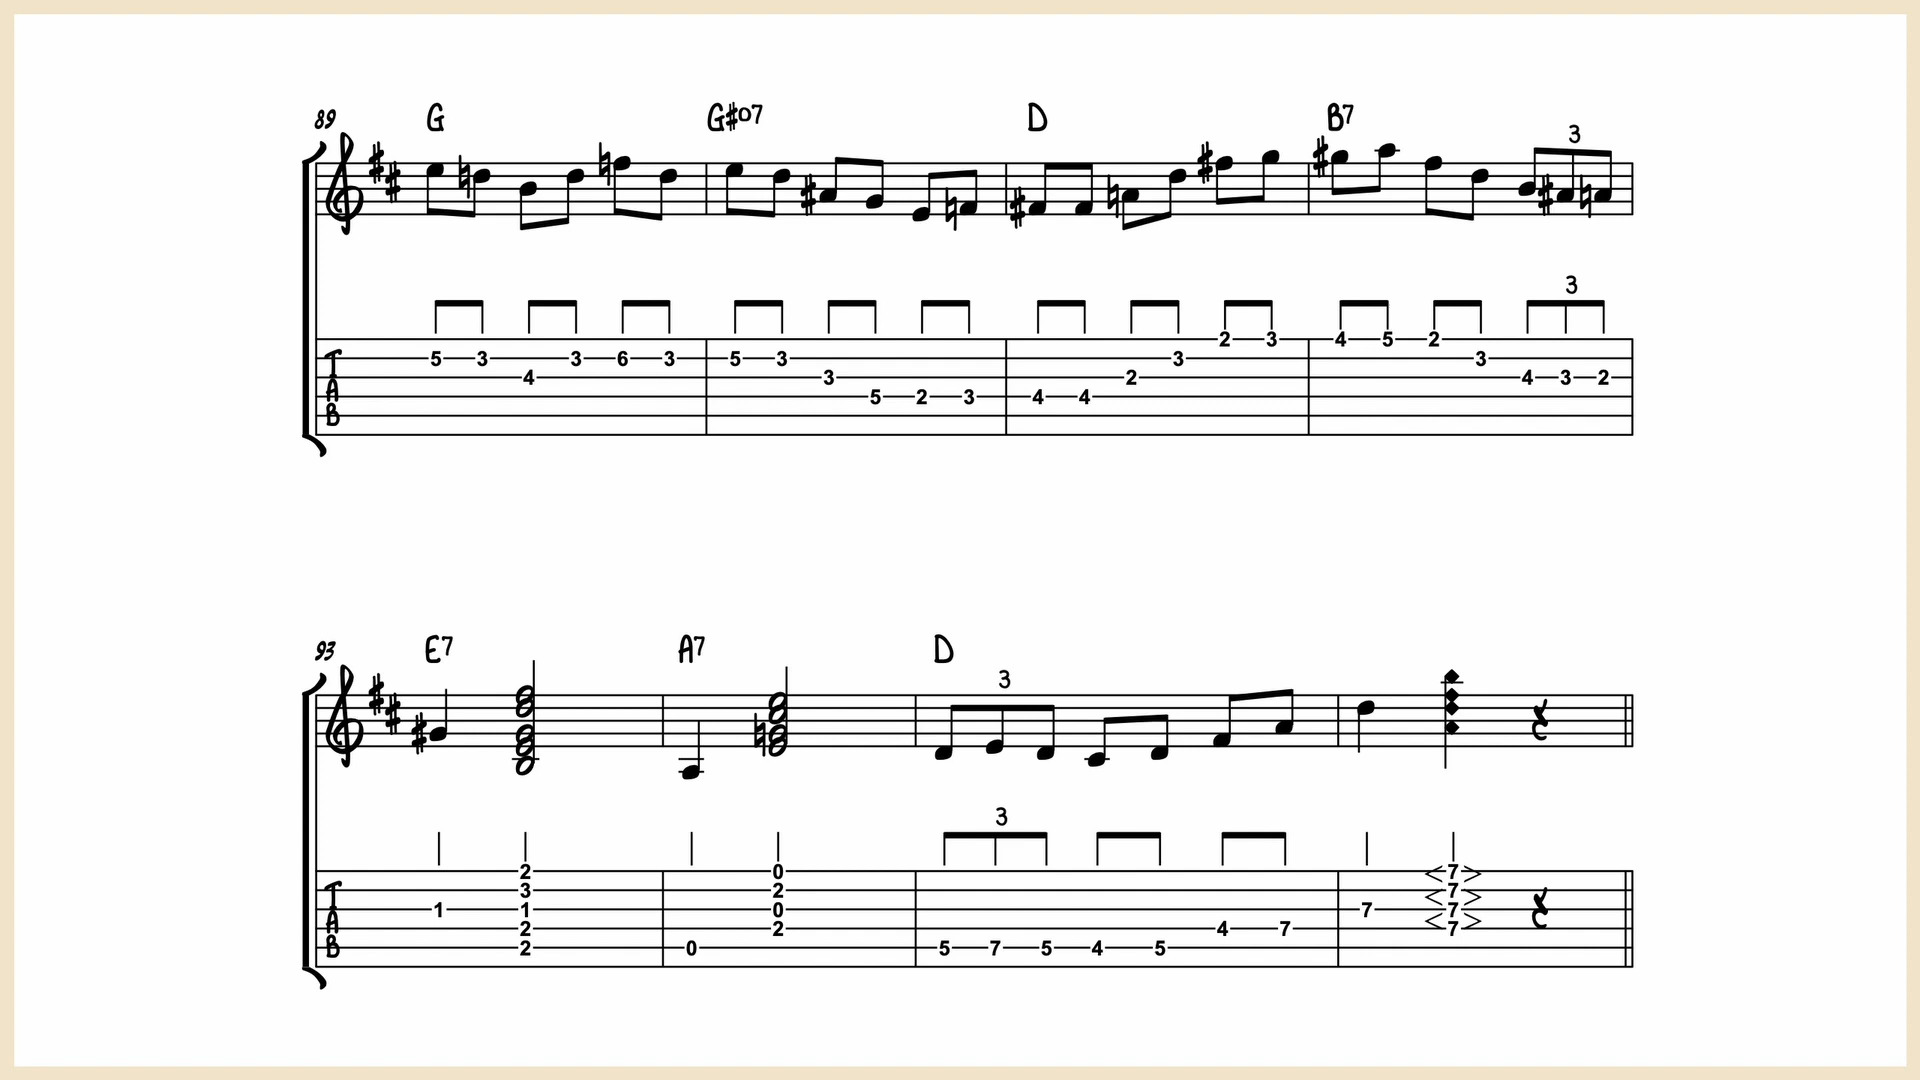 89 G G#o7 D B7
3
3
2 3 4 5 2
5 3 3 6 3 5 3 3 3
4 3 2 4 3 2
5 2 3 4 4
TAB
93 E7 A7 D
3
3
2 0 <7>
3 2 <7>
1 1 0 7 <7>
2 2 4 7 7
2 0 5 7 5 4 5
TAB